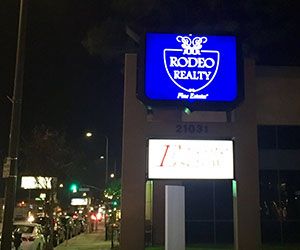 RODEO
REALTY
Fine Estates
21031